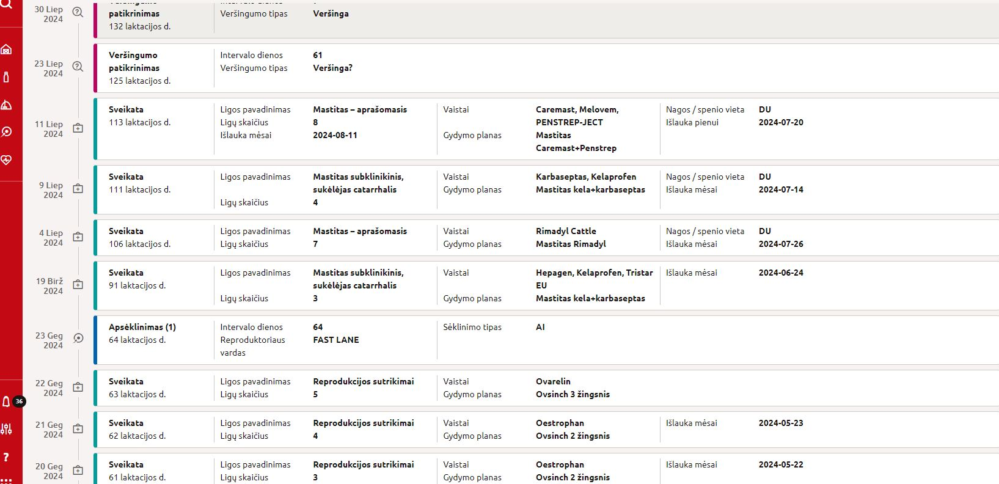 30 Liep
2024
patikrinimas
132 laktacijos d.
Veršingumo tipas
Veršinga
23 Liep
2024
Veršingumo
patikrinimas
125 laktacijos d.
Intervalo dienos 61
Veršingumo tipas Veršinga?
11 Liep
2024
Sveikata
113 laktacijos d.
Ligos pavadinimas Mastitas – aprašomasis
Ligų skaičius 8
Išlauka mėsai 2024-08-11
Vaistai Caremast, Melovem,
PENSTREP-JECT
Gydymo planas Mastitas
Caremast+Penstrep
Nagos / spenio vieta DU
Išlauka pienui 2024-07-20
9 Liep
2024
Sveikata
111 laktacijos d.
Ligos pavadinimas Mastitas subklinikinis,
sukėlėjas catarrhalis
Ligų skaičius 4
Vaistai Karbaseptas, Kelaprofen
Gydymo planas Mastitas kela+karbaseptas
Nagos / spenio vieta DU
Išlauka mėsai 2024-07-14
4 Liep
2024
Sveikata
106 laktacijos d.
Ligos pavadinimas Mastitas – aprašomasis
Ligų skaičius 7
Vaistai Rimadyl Cattle
Gydymo planas Mastitas Rimadyl
Nagos / spenio vieta DU
Išlauka mėsai 2024-07-26
19 Birž
2024
Sveikata
91 laktacijos d.
Ligos pavadinimas Mastitas subklinikinis,
sukėlėjas catarrhalis
Ligų skaičius 3
Vaistai Hepagen, Kelaprofen, Tristar
EU
Gydymo planas Mastitas kela+karbaseptas
Išlauka mėsai 2024-06-24
23 Geg
2024
Apsėklinimas (1)
64 laktacijos d.
Intervalo dienos 64
Reproduktoriaus FAST LANE
vardas
Sėklinimo tipas AI
22 Geg
2024
Sveikata
63 laktacijos d.
Ligos pavadinimas Reprodukcijos sutrikimai
Ligų skaičius 5
Vaistai Ovarelin
Gydymo planas Ovsinch 3 žingsnis
36
21 Geg
2024
Sveikata
62 laktacijos d.
Ligos pavadinimas Reprodukcijos sutrikimai
Ligų skaičius 4
Vaistai Oestrophan
Gydymo planas Ovsinch 2 žingsnis
Išlauka mėsai 2024-05-23
20 Geg
2024
Sveikata
61 laktacijos d.
Ligos pavadinimas Reprodukcijos sutrikimai
Ligų skaičius 3
Vaistai Oestrophan
Gydymo planas Ovsinch 2 žingsnis
Išlauka mėsai 2024-05-22